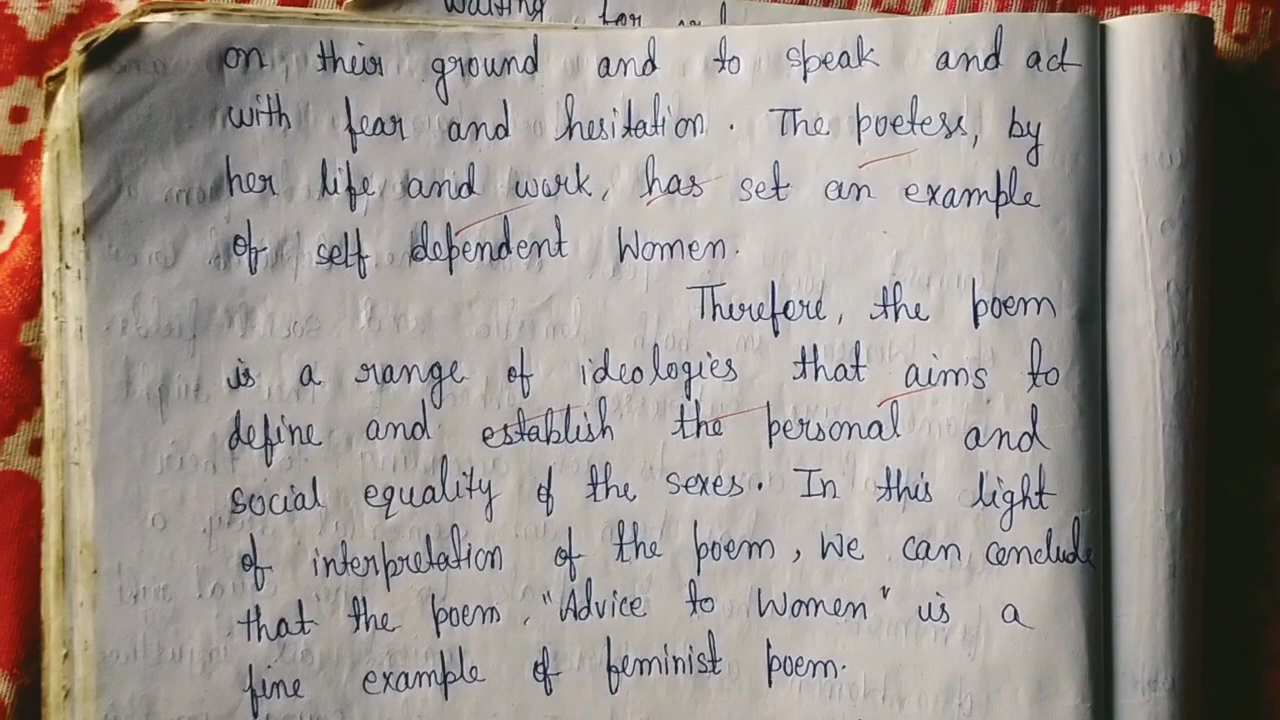 waiting for
on their ground and to speak and act
with fear and hesitation. The poetess, by
her life and work, has set an example
of self dependent Women.
Therefore, the poem
is a range of ideologies that aims to
define and establish the personal and
social equality of the sexes. In this light
of interpretation of the poem, We can conclude
that the poem, "Advice to Women" is a
fine example of feminist poem.